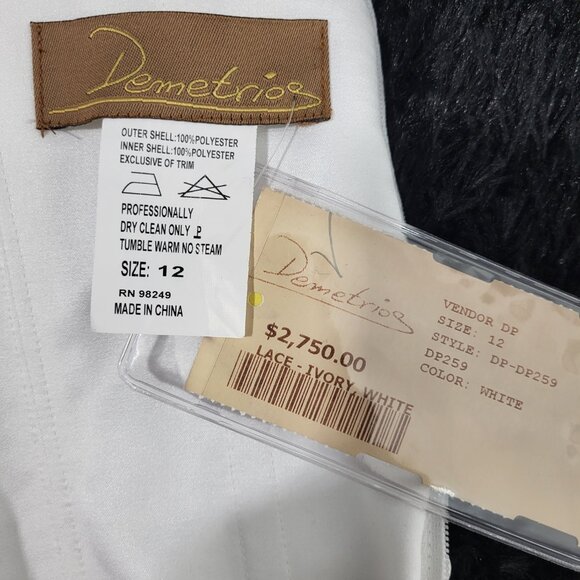 Demetrios
OUTER SHELL:100%POLYESTER
INNER SHELL:100%POLYESTER
EXCLUSIVE OF TRIM
PROFESSIONALLY
DRY CLEAN ONLY P
TUMBLE WARM NO STEAM
SIZE: 12
RN 98249
MADE IN CHINA
Demetrios
$2,750.00
LACE - IVORY, WHITE
VENDOR DP
SIZE: 12
STYLE: DP-DP259
DP259
COLOR: WHITE